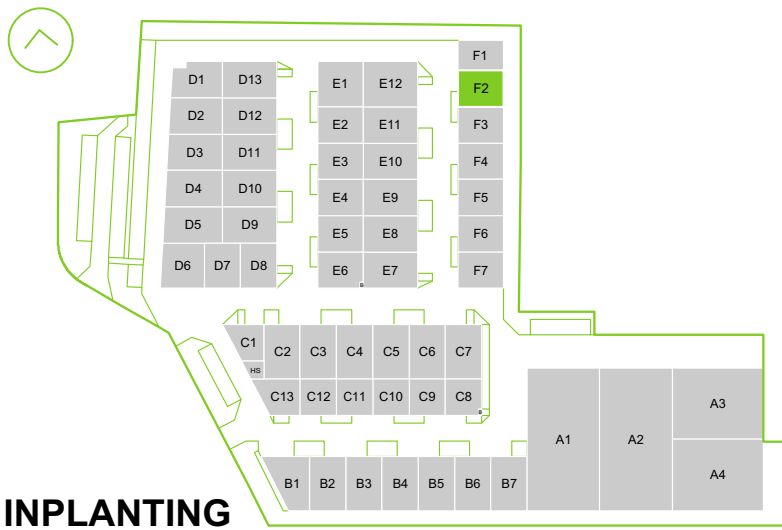 F1
D1 D13 E1 E12 F2
D2 D12 E2 E11 F3
D3 D11 E3 E10 F4
D4 D10 E4 E9 F5
D5 D9 E5 E8 F6
D6 D7 D8 E6 E7 F7
B
C1 C2 C3 C4 C5 C6 C7
HS
C13 C12 C11 C10 C9 C8
B
A1 A2 A3
A4
B1 B2 B3 B4 B5 B6 B7
INPLANTING